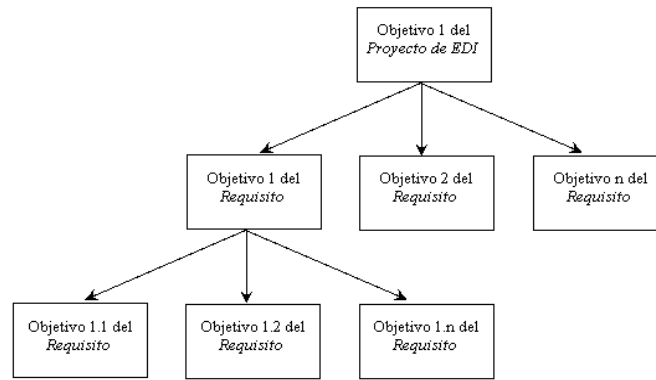 Objetivo 1 del
Proyecto de EDI
Objetivo 1 del
Requisito
Objetivo 2 del
Requisito
Objetivo n del
Requisito
Objetivo 1.1 del
Requisito
Objetivo 1.2 del
Requisito
Objetivo 1.n del
Requisito